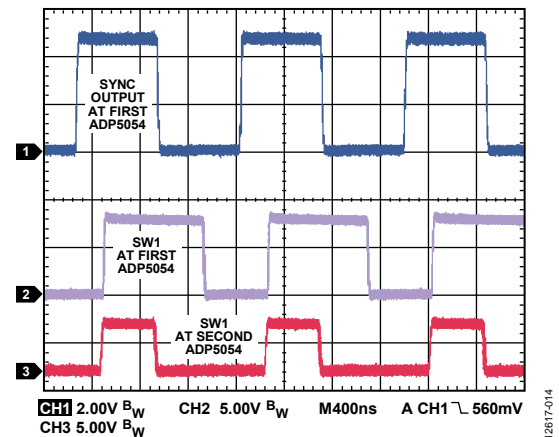 SYNC
OUTPUT
AT FIRST
ADP5054
1
SW1
AT FIRST
ADP5054
2
SW1
AT SECOND
ADP5054
3
CH1 2.00V BW CH2 5.00V BW M400ns A CH1 560mV
CH3 5.00V BW
12617-014